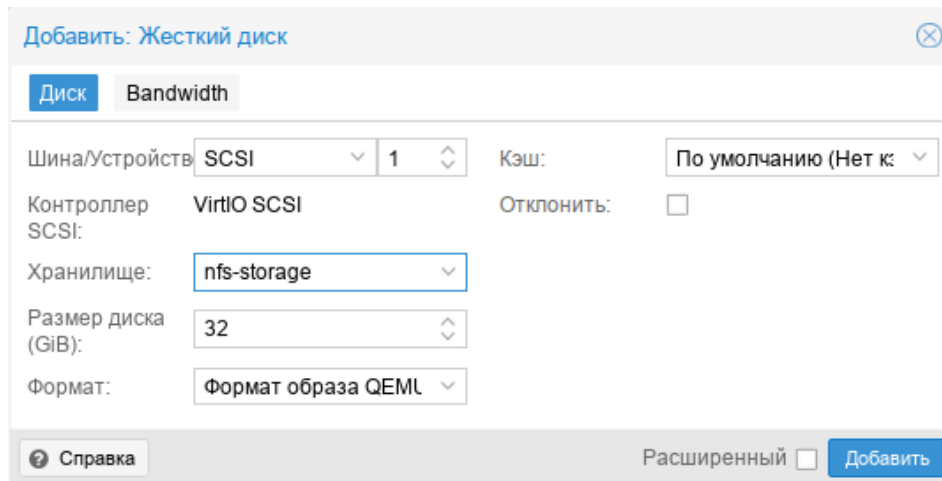 Добавить: Жесткий диск
Диск Bandwidth
Шина/Устройств SCSI 1 Кэш: По умолчанию (Нет кэ
Контроллер VirtIO SCSI Отклонить:
SCSI:
Хранилище: nfs-storage
Размер диска 32
(GiB):
Формат: Формат образа QEMU
Справка Расширенный Добавить